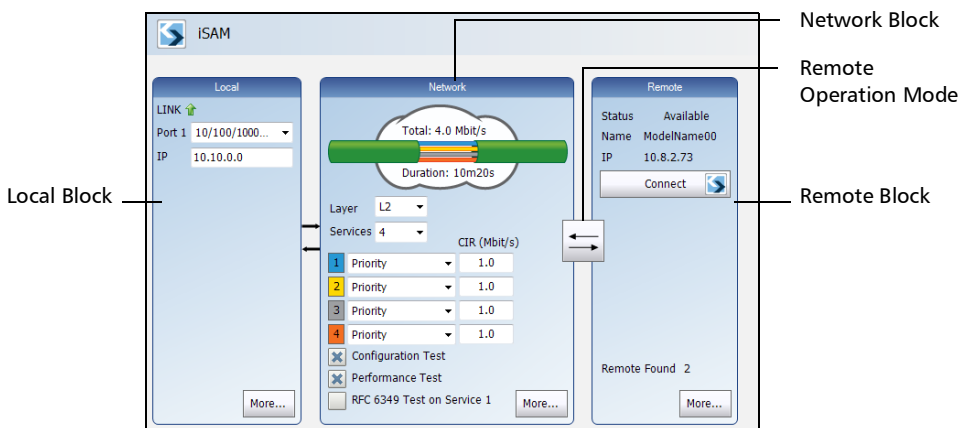 iSAM
Network Block
Remote
Operation Mode
Local Block
Remote Block
Local
LINK
Port 1 10/100/1000...
IP 10.10.0.0
More...
Network
Total: 4.0 Mbit/s
Duration: 10m20s
Layer L2
Services 4
CIR (Mbit/s)
1 Priority 1.0
2 Priority 1.0
3 Priority 1.0
4 Priority 1.0
Configuration Test
Performance Test
RFC 6349 Test on Service 1
More...
Remote
Status Available
Name ModelName00
IP 10.8.2.73
Connect
Remote Found 2
More...